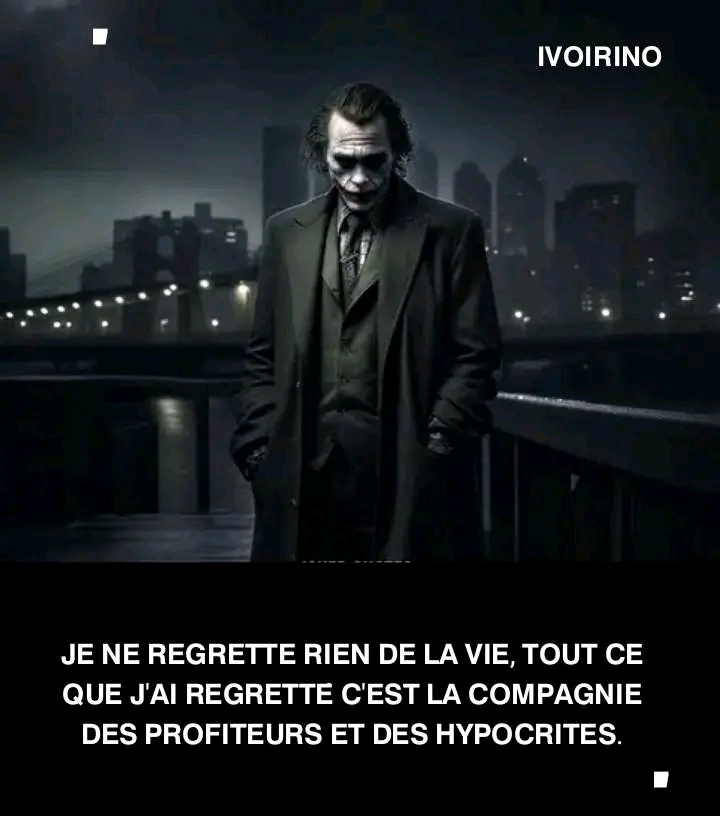 IVOIRINO
JE NE REGRETTE RIEN DE LA VIE, TOUT CE
QUE J'AI REGRETTÉ C'EST LA COMPAGNIE
DES PROFITEURS ET DES HYPOCRITES.